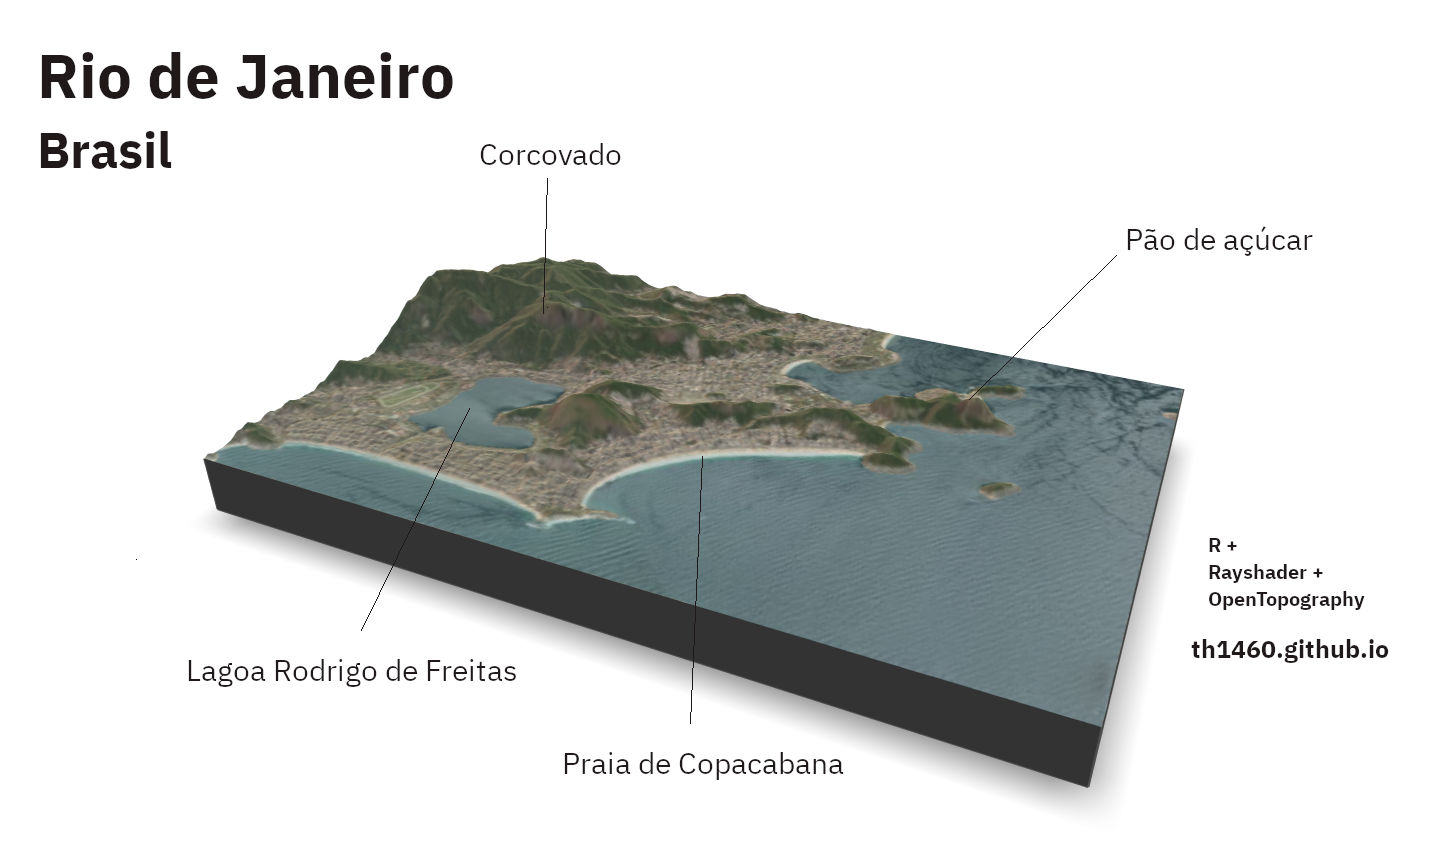 Rio de Janeiro
Brasil
Corcovado
Pão de açúcar
R +
Rayshader +
OpenTopography
th1460.github.io
Lagoa Rodrigo de Freitas
Praia de Copacabana